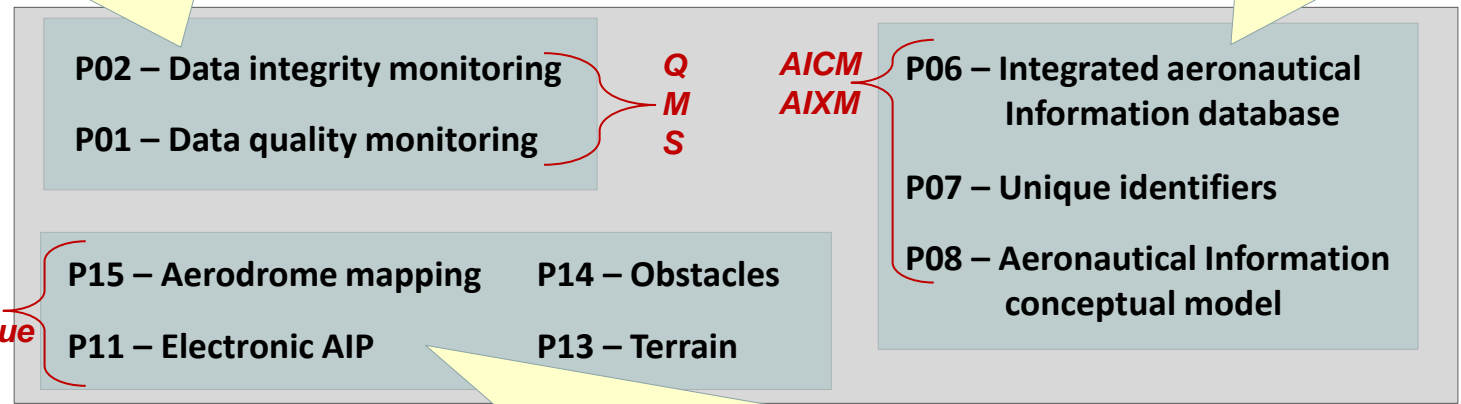 P02 – Data integrity monitoring
P01 – Data quality monitoring
Q
M
S
AICM
AIXM
P06 – Integrated aeronautical
Information database
P07 – Unique identifiers
P08 – Aeronautical Information
conceptual model
P15 – Aerodrome mapping
P14 – Obstacles
ue
P11 – Electronic AIP
P13 – Terrain